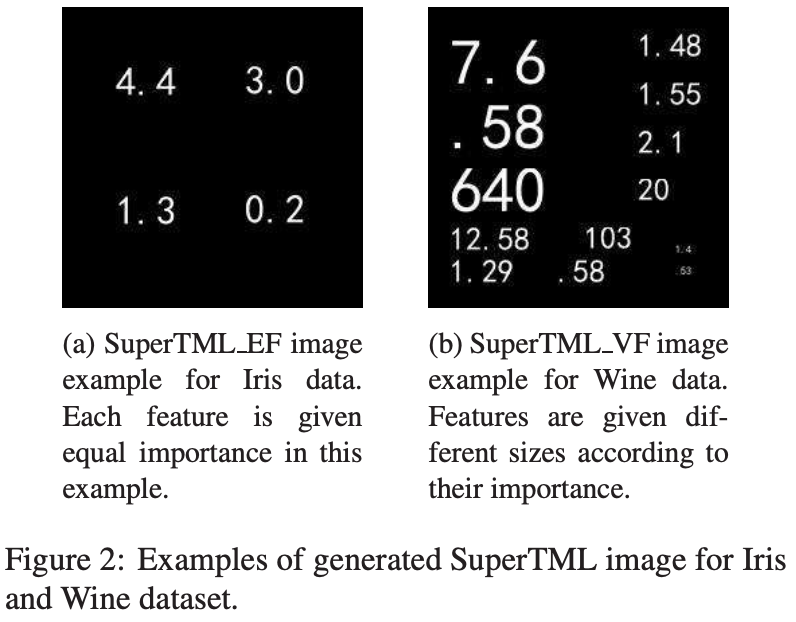 4.4 3.0
1.3 0.2
7.6
.58
640
12.58 103
1.29 .58
1.48
1.55
2.1
20
1.4
.53
(a) SuperTML_EF image
example for Iris data.
Each feature is given
equal importance in this
example.
(b) SuperTML_VF image
example for Wine data.
Features are given dif-
ferent sizes according to
their importance.
Figure 2: Examples of generated SuperTML image for Iris
and Wine dataset.